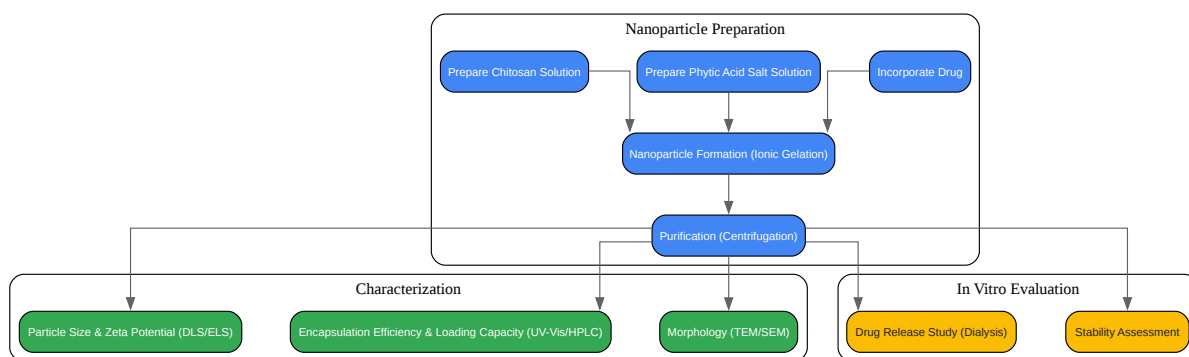 Nanoparticle Preparation
Prepare Chitosan Solution
Prepare Phytic Acid Salt Solution
Incorporate Drug
Nanoparticle Formation (Ionic Gelation)
Purification (Centrifugation)
Characterization
Particle Size & Zeta Potential (DLS/ELS)
Encapsulation Efficiency & Loading Capacity (UV-Vis/HPLC)
Morphology (TEM/SEM)
In Vitro Evaluation
Drug Release Study (Dialysis)
Stability Assessment